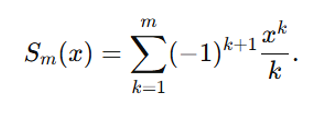 $S_m(x) = \sum_{k=1}^{m} (-1)^{k+1} \frac{x^k}{k}.$